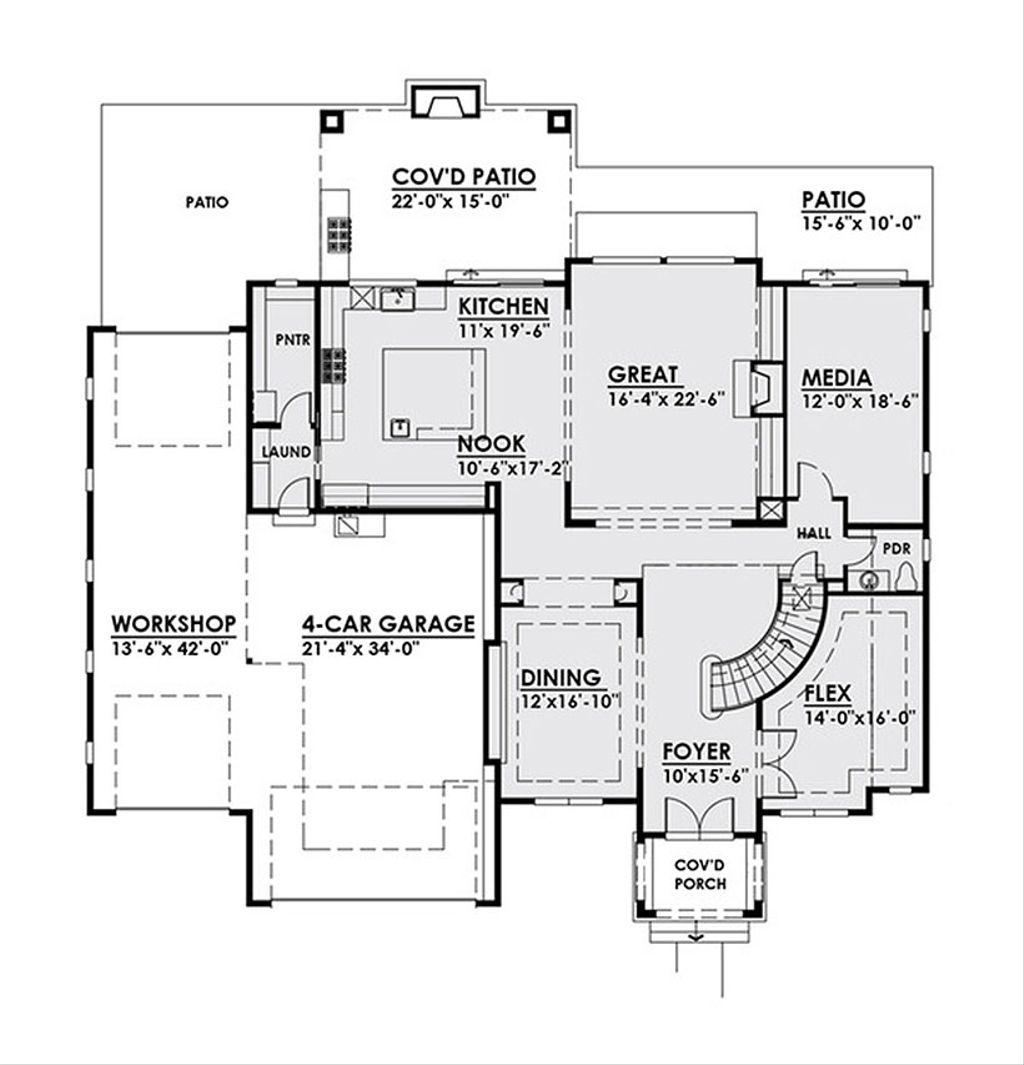 COV'D PATIO
22'-0"x 15'-0"
PATIO
PATIO
15'-6"x 10'-0"
KITCHEN
11'x 19'-6"
PNTR
GREAT
16'-4"x 22'-6"
MEDIA
12'-0"x 18'-6"
NOOK
10'-6"x17'-2"
LAUND
HALL
PDR
WORKSHOP
13'-6"x 42'-0"
4-CAR GARAGE
21'-4"x 34'-0"
DINING
12'x16'-10"
FLEX
14'-0"x16'-0"
FOYER
10'x15'-6"
COV'D
PORCH